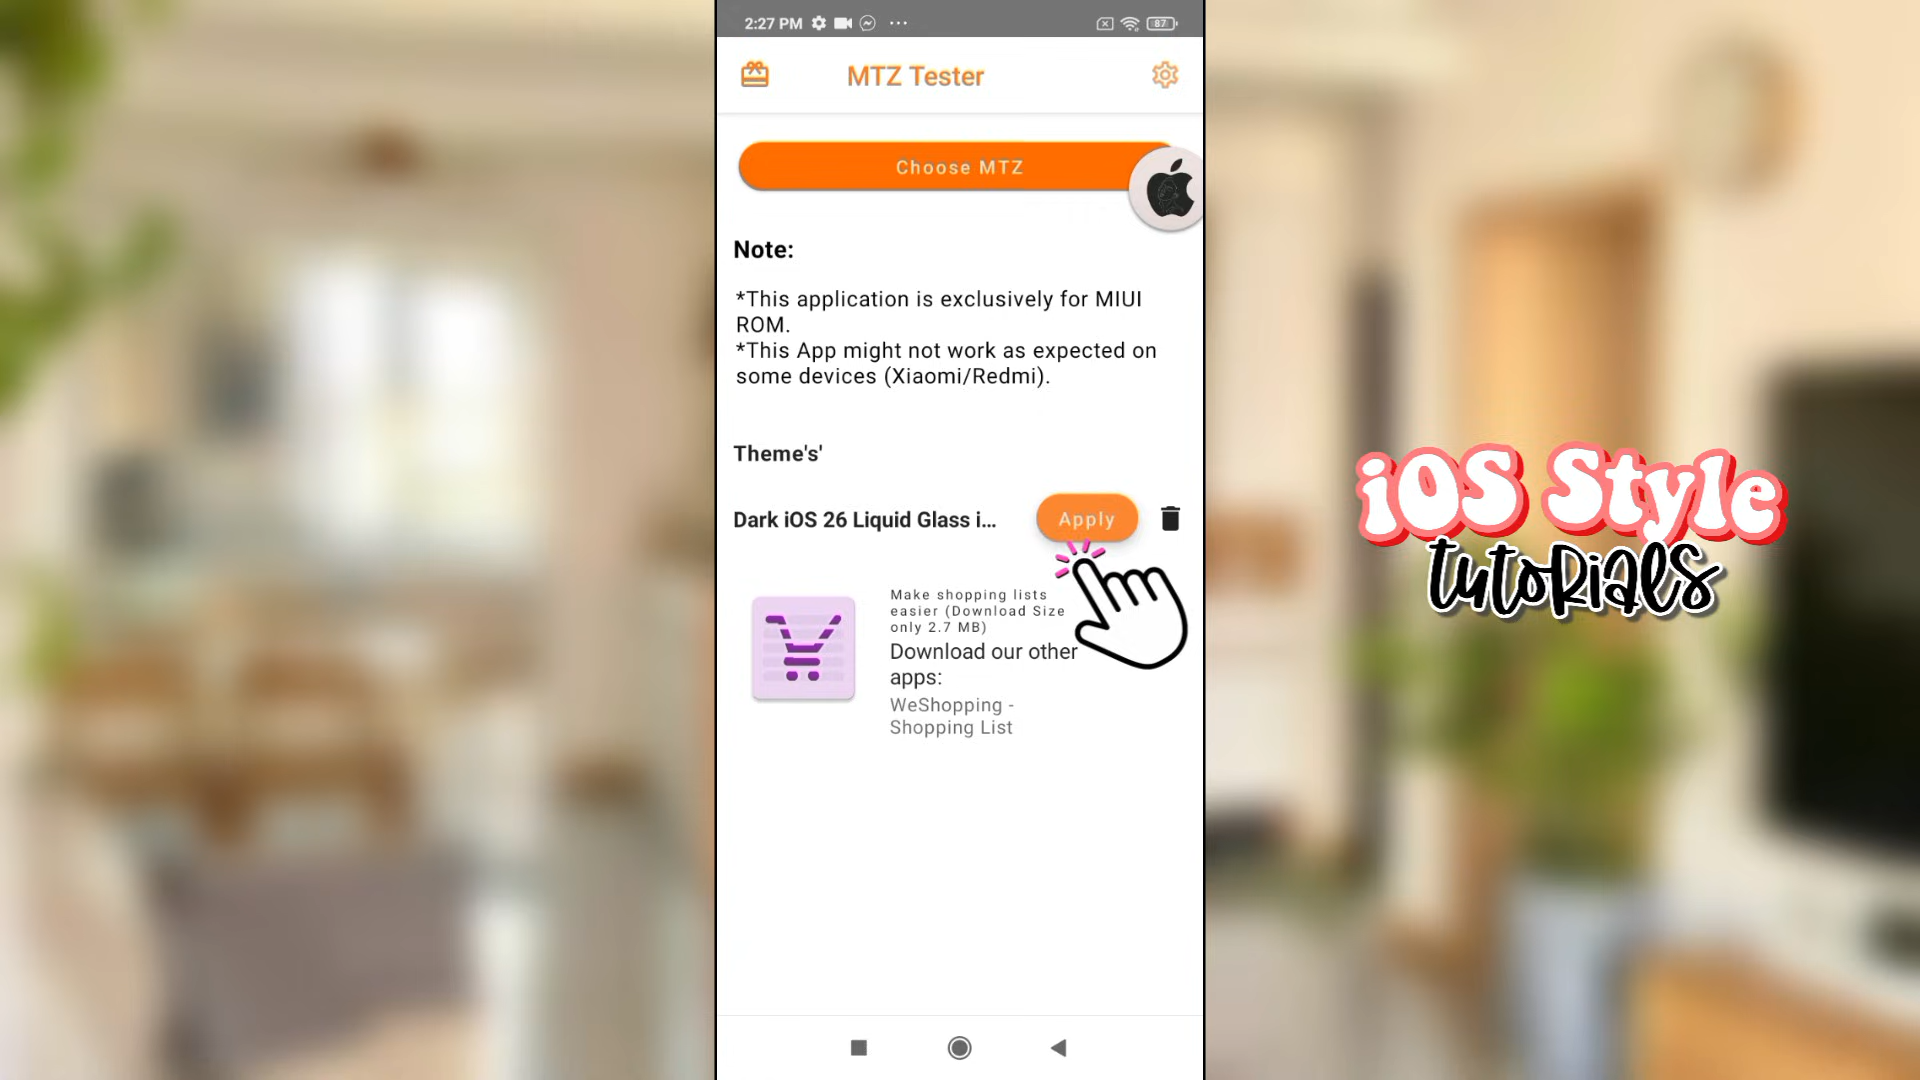 2:27 PM
87
MTZ Tester
Choose MTZ
Note:
*This application is exclusively for MIUI
ROM.
*This App might not work as expected on
some devices (Xiaomi/Redmi).
Theme's'
Dark iOS 26 Liquid Glass i...
Apply
Make shopping lists
easier (Download Size
only 2.7 MB)
Download our other
apps:
WeShopping -
Shopping List
iOS Style
tutoRiaLs